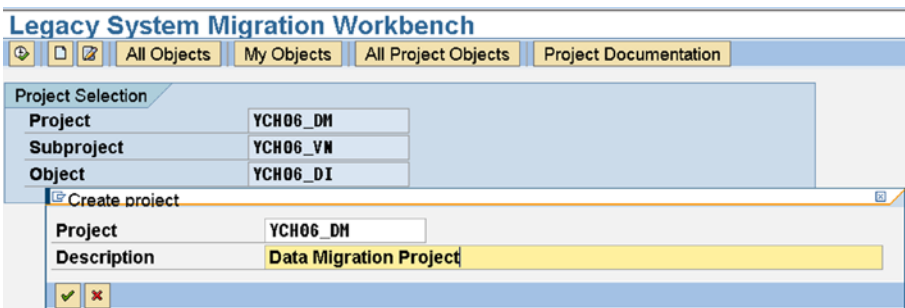 Legacy System Migration Workbench
All Objects My Objects All Project Objects Project Documentation
Project Selection
Project YCH06_DM
Subproject YCH06_VN
Object YCH06_DI
Create project
Project YCH06_DM
Description Data Migration Project